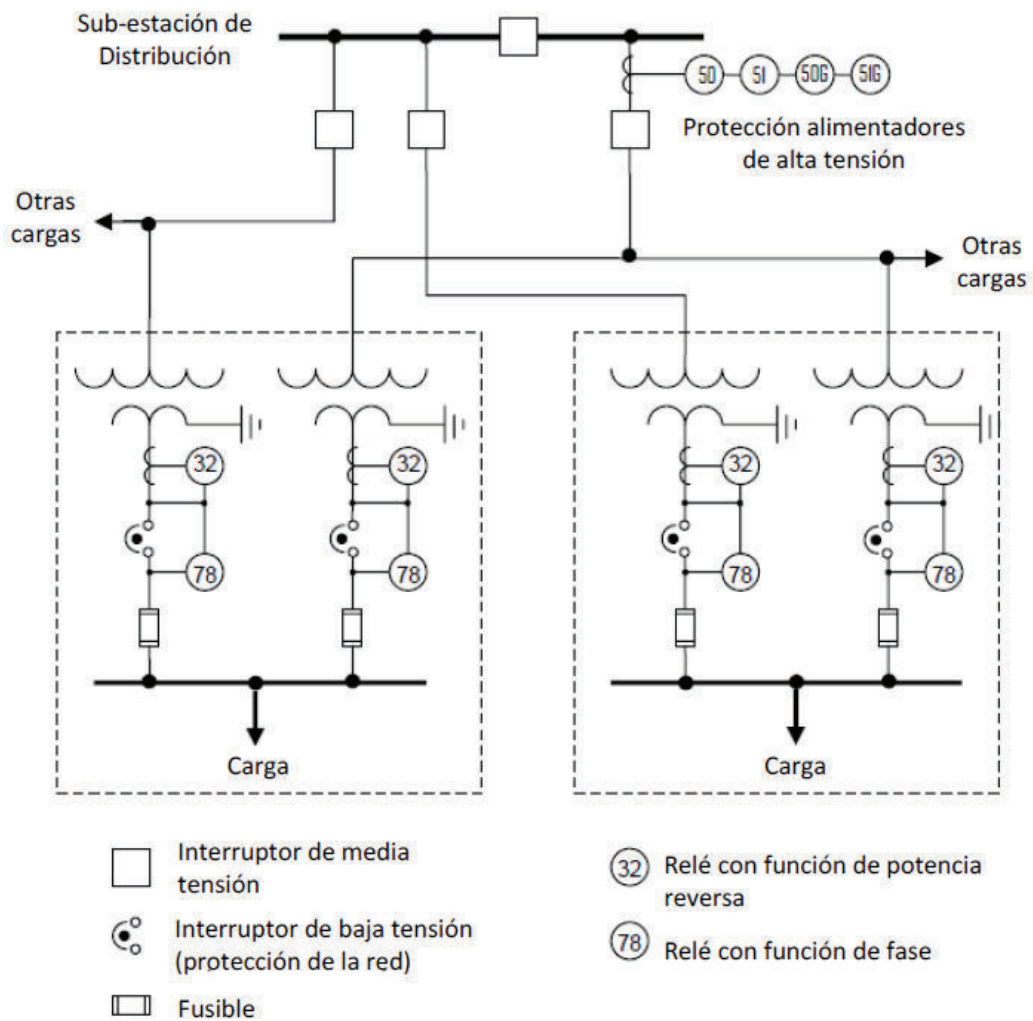 Sub-estación de
Distribución
50 51 50G 51G
Protección alimentadores
de alta tensión
Otras
cargas
Otras
cargas
32 32 32 32
78 78 78 78
Carga
Carga
Interruptor de media
tensión
Interruptor de baja tensión
(protección de la red)
Fusible
32 Relé con función de potencia
reversa
78 Relé con función de fase